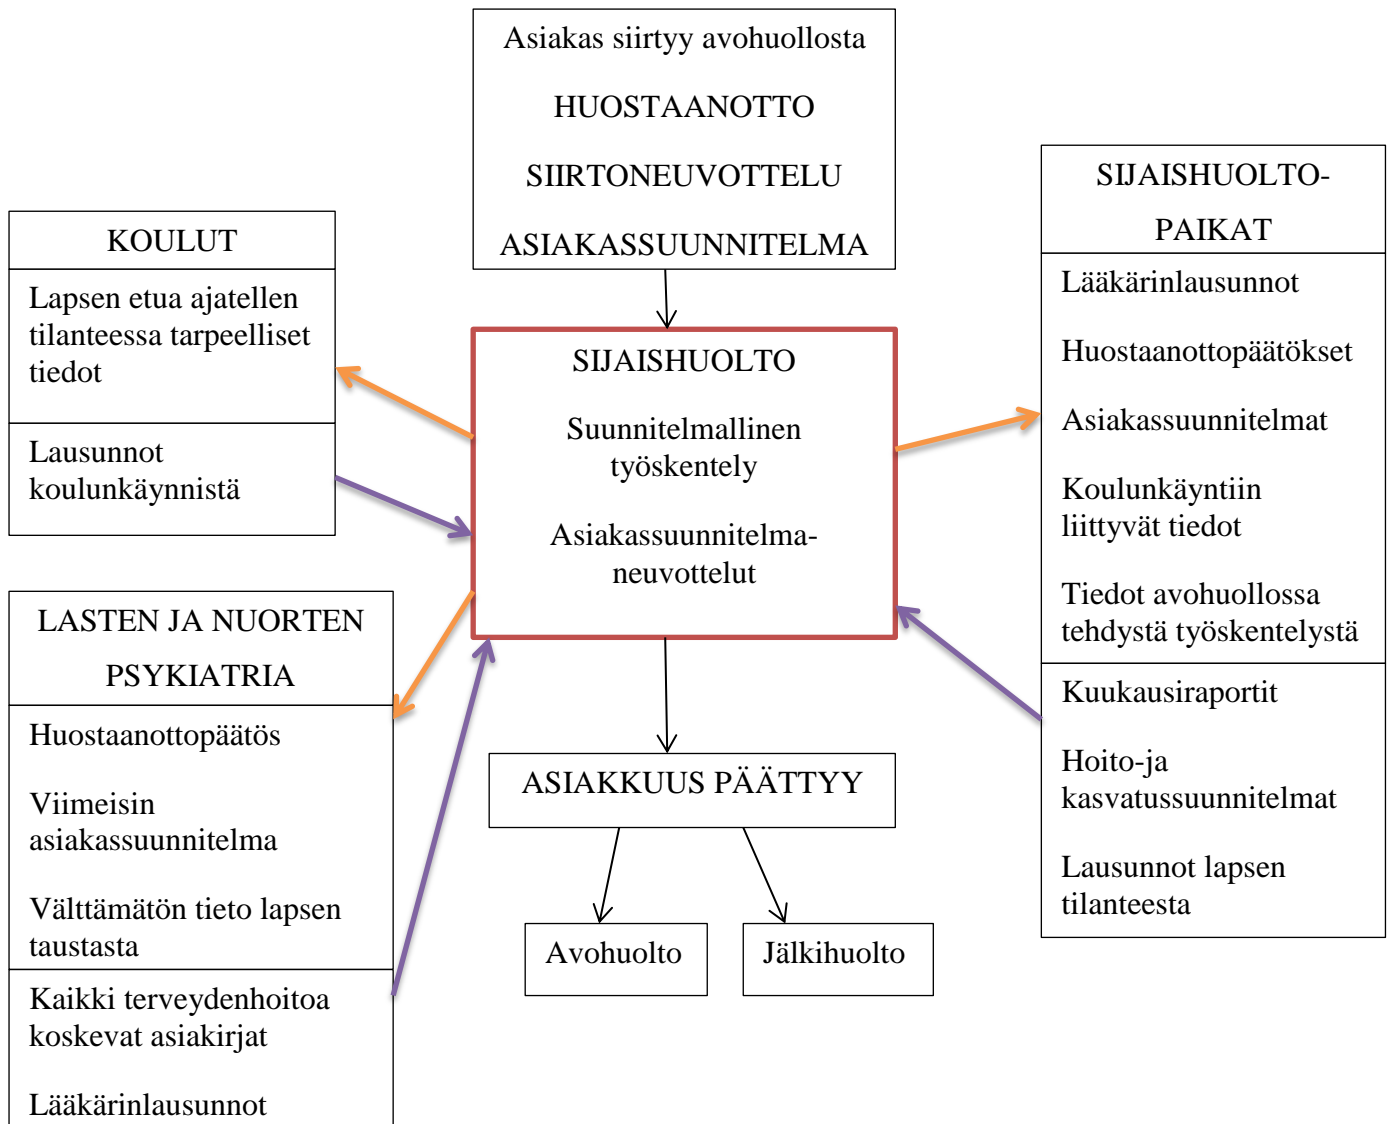 Asiakas siirtyy avohuollosta
HUOSTAANOTTO
SIIRTONEUVOTTELU
ASIAKASSUUNNITELMA
KOULUT
Lapsen etua ajatellen
tilanteessa tarpeelliset
tiedot
Lausunnot
koulunkäynnistä
SIJAISHUOLTO
Suunnitelmallinen
työskentely
Asiakassuunnitelma-
neuvottelut
SIJAISHUOLTO-
PAIKAT
Lääkärinlausunnot
Huostaanottopäätökset
Asiakassuunnitelmat
Koulunkäyntiin
liittyvät tiedot
Tiedot avohuollossa
tehdystä työskentelystä
Kuukausiraportit
Hoito-ja
kasvatussuunnitelmat
Lausunnot lapsen
tilanteesta
LASTEN JA NUORTEN
PSYKIATRIA
Huostaanottopäätös
Viimeisin
asiakassuunnitelma
Välttämätön tieto lapsen
taustasta
Kaikki terveydenhoitoa
koskevat asiakirjat
Lääkärinlausunnot
ASIAKKUUS PÄÄTTYY
Avohuolto
Jälkihuolto